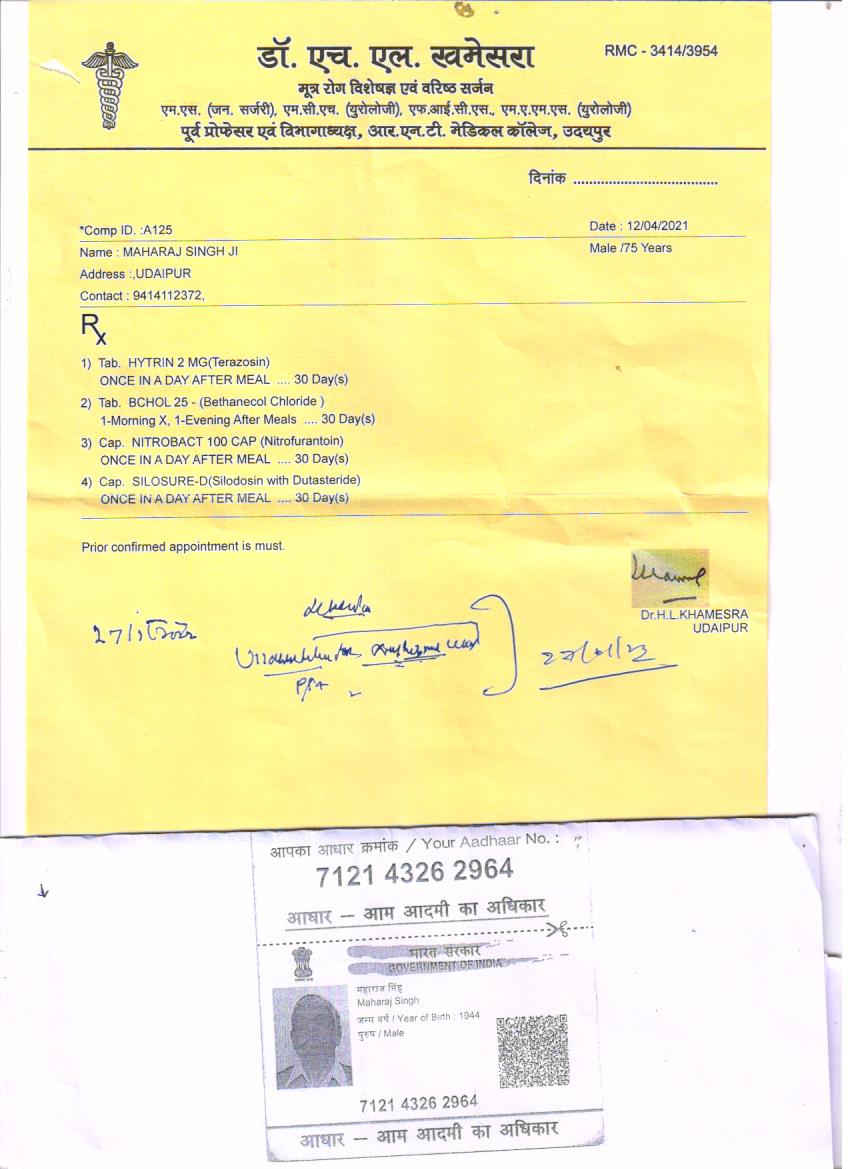 डॉ. एच. एल. खमेसरा
RMC - 3414/3954
मूत्र रोग विशेषज्ञ एवं वरिष्ठ सर्जन
एम.एस. (जन. सर्जरी), एम.सी.एच. (युरोलोजी), एफ.आई.सी.एस., एम.ए.एम.एस. (युरोलोजी)
पूर्व प्रोफेसर एवं विभागाध्यक्ष, आर.एन.टी. मेडिकल कॉलेज, उदयपुर
दिनांक ....................................
*Comp ID. :A125
Date : 12/04/2021
Name : MAHARAJ SINGH JI
Male /75 Years
Address :,UDAIPUR
Contact : 9414112372,
Rx
1) Tab. HYTRIN 2 MG(Terazosin)
ONCE IN A DAY AFTER MEAL .... 30 Day(s)
2) Tab. BCHOL 25 - (Bethanecol Chloride )
1-Morning X, 1-Evening After Meals .... 30 Day(s)
3) Cap. NITROBACT 100 CAP (Nitrofurantoin)
ONCE IN A DAY AFTER MEAL .... 30 Day(s)
4) Cap. SILOSURE-D(Silodosin with Dutasteride)
ONCE IN A DAY AFTER MEAL .... 30 Day(s)
Prior confirmed appointment is must.
Dr.H.L.KHAMESRA
UDAIPUR
आपका आधार क्रमांक / Your Aadhaar No. :
7121 4326 2964
आधार – आम आदमी का अधिकार
भारत सरकार
GOVERNMENT OF INDIA
महाराज सिंह
Maharaj Singh
जन्म वर्ष / Year of Birth : 1944
पुरुष / Male
7121 4326 2964
आधार – आम आदमी का अधिकार